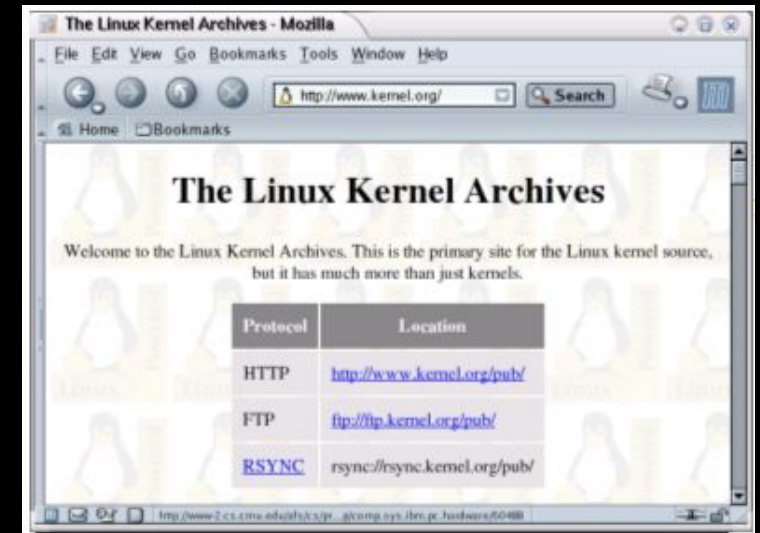 The Linux Kernel Archives - Mozilla
File Edit View Go Bookmarks Tools Window Help
http://www.kernel.org/ Search
Home Bookmarks
The Linux Kernel Archives
Welcome to the Linux Kernel Archives. This is the primary site for the Linux kernel source,
but it has much more than just kernels.
Protocol Location
HTTP http://www.kernel.org/pub/
FTP ftp://ftp.kernel.org/pub/
RSYNC rsync://rsync.kernel.org/pub/